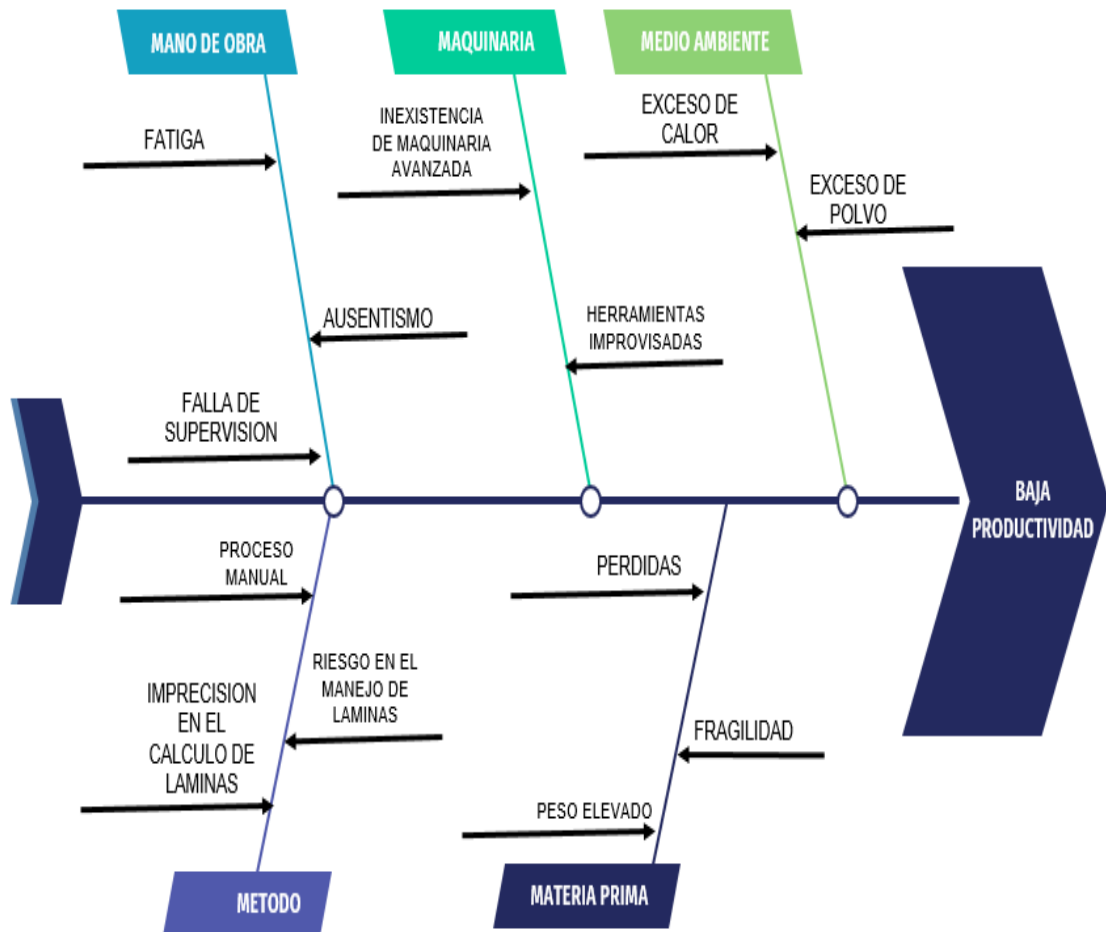 MANO DE OBRA
MAQUINARIA
MEDIO AMBIENTE
FATIGA
INEXISTENCIA
DE MAQUINARIA
AVANZADA
EXCESO DE
CALOR
EXCESO DE
POLVO
AUSENTISMO
HERRAMIENTAS
IMPROVISADAS
FALLA DE
SUPERVISION
BAJA
PRODUCTIVIDAD
PROCESO
MANUAL
PERDIDAS
RIESGO EN EL
MANEJO DE
LAMINAS
IMPRECISION
EN EL
CALCULO DE
LAMINAS
FRAGILIDAD
PESO ELEVADO
METODO
MATERIA PRIMA